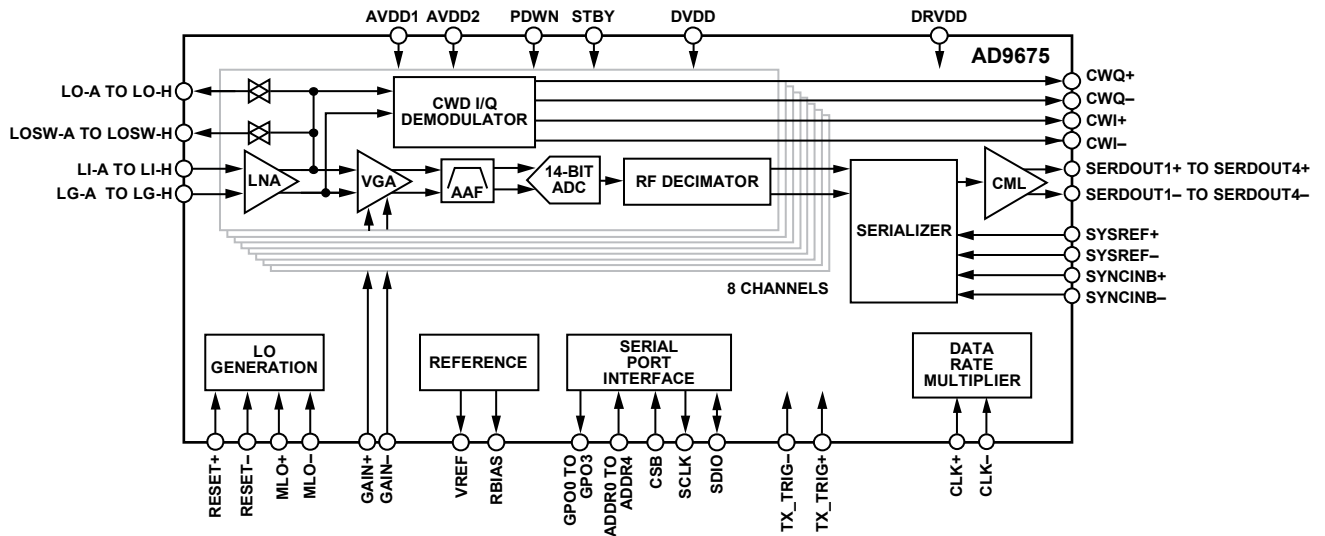 AVDD1 AVDD2 PDWN STBY DVDD DRVDD
AD9675
LO-A TO LO-H
LOSW-A TO LOSW-H
LI-A TO LI-H
LG-A TO LG-H
CWD I/Q
DEMODULATOR
LNA
VGA
AAF
14-BIT
ADC
RF DECIMATOR
8 CHANNELS
SERIALIZER
CML
CWQ+
CWQ–
CWI+
CWI–
SERDOUT1+ TO SERDOUT4+
SERDOUT1– TO SERDOUT4–
SYSREF+
SYSREF–
SYNCINB+
SYNCINB–
LO
GENERATION
REFERENCE
SERIAL
PORT
INTERFACE
DATA
RATE
MULTIPLIER
RESET+
RESET–
MLO+
MLO–
GAIN+
GAIN–
VREF
RBIAS
GPO0 TO
GPO3
ADDR0 TO
ADDR4
CSB
SCLK
SDIO
TX_TRIG–
TX_TRIG+
CLK+
CLK–